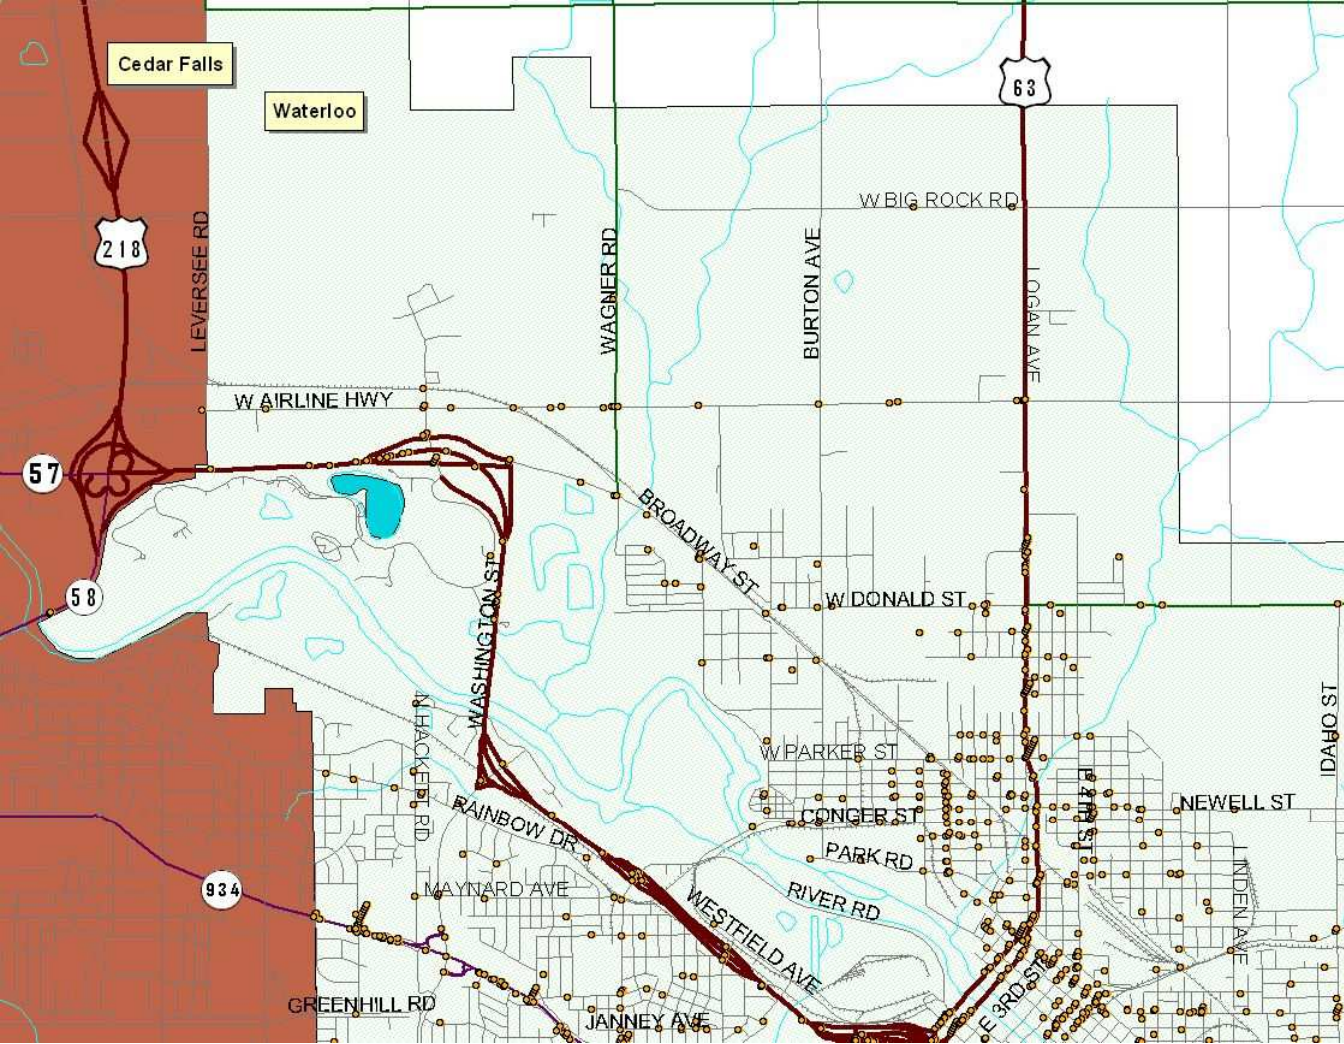 Cedar Falls
Waterloo
63
W BIG ROCK RD
218
LEVERSEE RD
WAGNER RD
BURTON AVE
LOGAN AVE
W AIRLINE HWY
57
BROADWAY ST
58
W DONALD ST
WASHINGTON ST
N HACKETT RD
IDAHO ST
W PARKER ST
E 4TH ST
NEWELL ST
RAINBOW DR
CONGER ST
PARK RD
934
MAYNARD AVE
WESTFIELD AVE
RIVER RD
LINDEN AVE
GREENHILL RD
JANNEY AVE
E 3RD ST